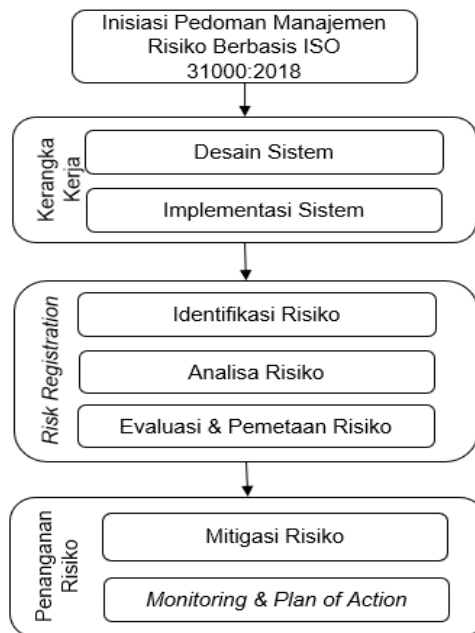 Inisiasi Pedoman Manajemen
Risiko Berbasis ISO
31000:2018
Kerangka
Kerja
Desain Sistem
Implementasi Sistem
Risk Registration
Identifikasi Risiko
Analisa Risiko
Evaluasi & Pemetaan Risiko
Penanganan
Risiko
Mitigasi Risiko
Monitoring & Plan of Action